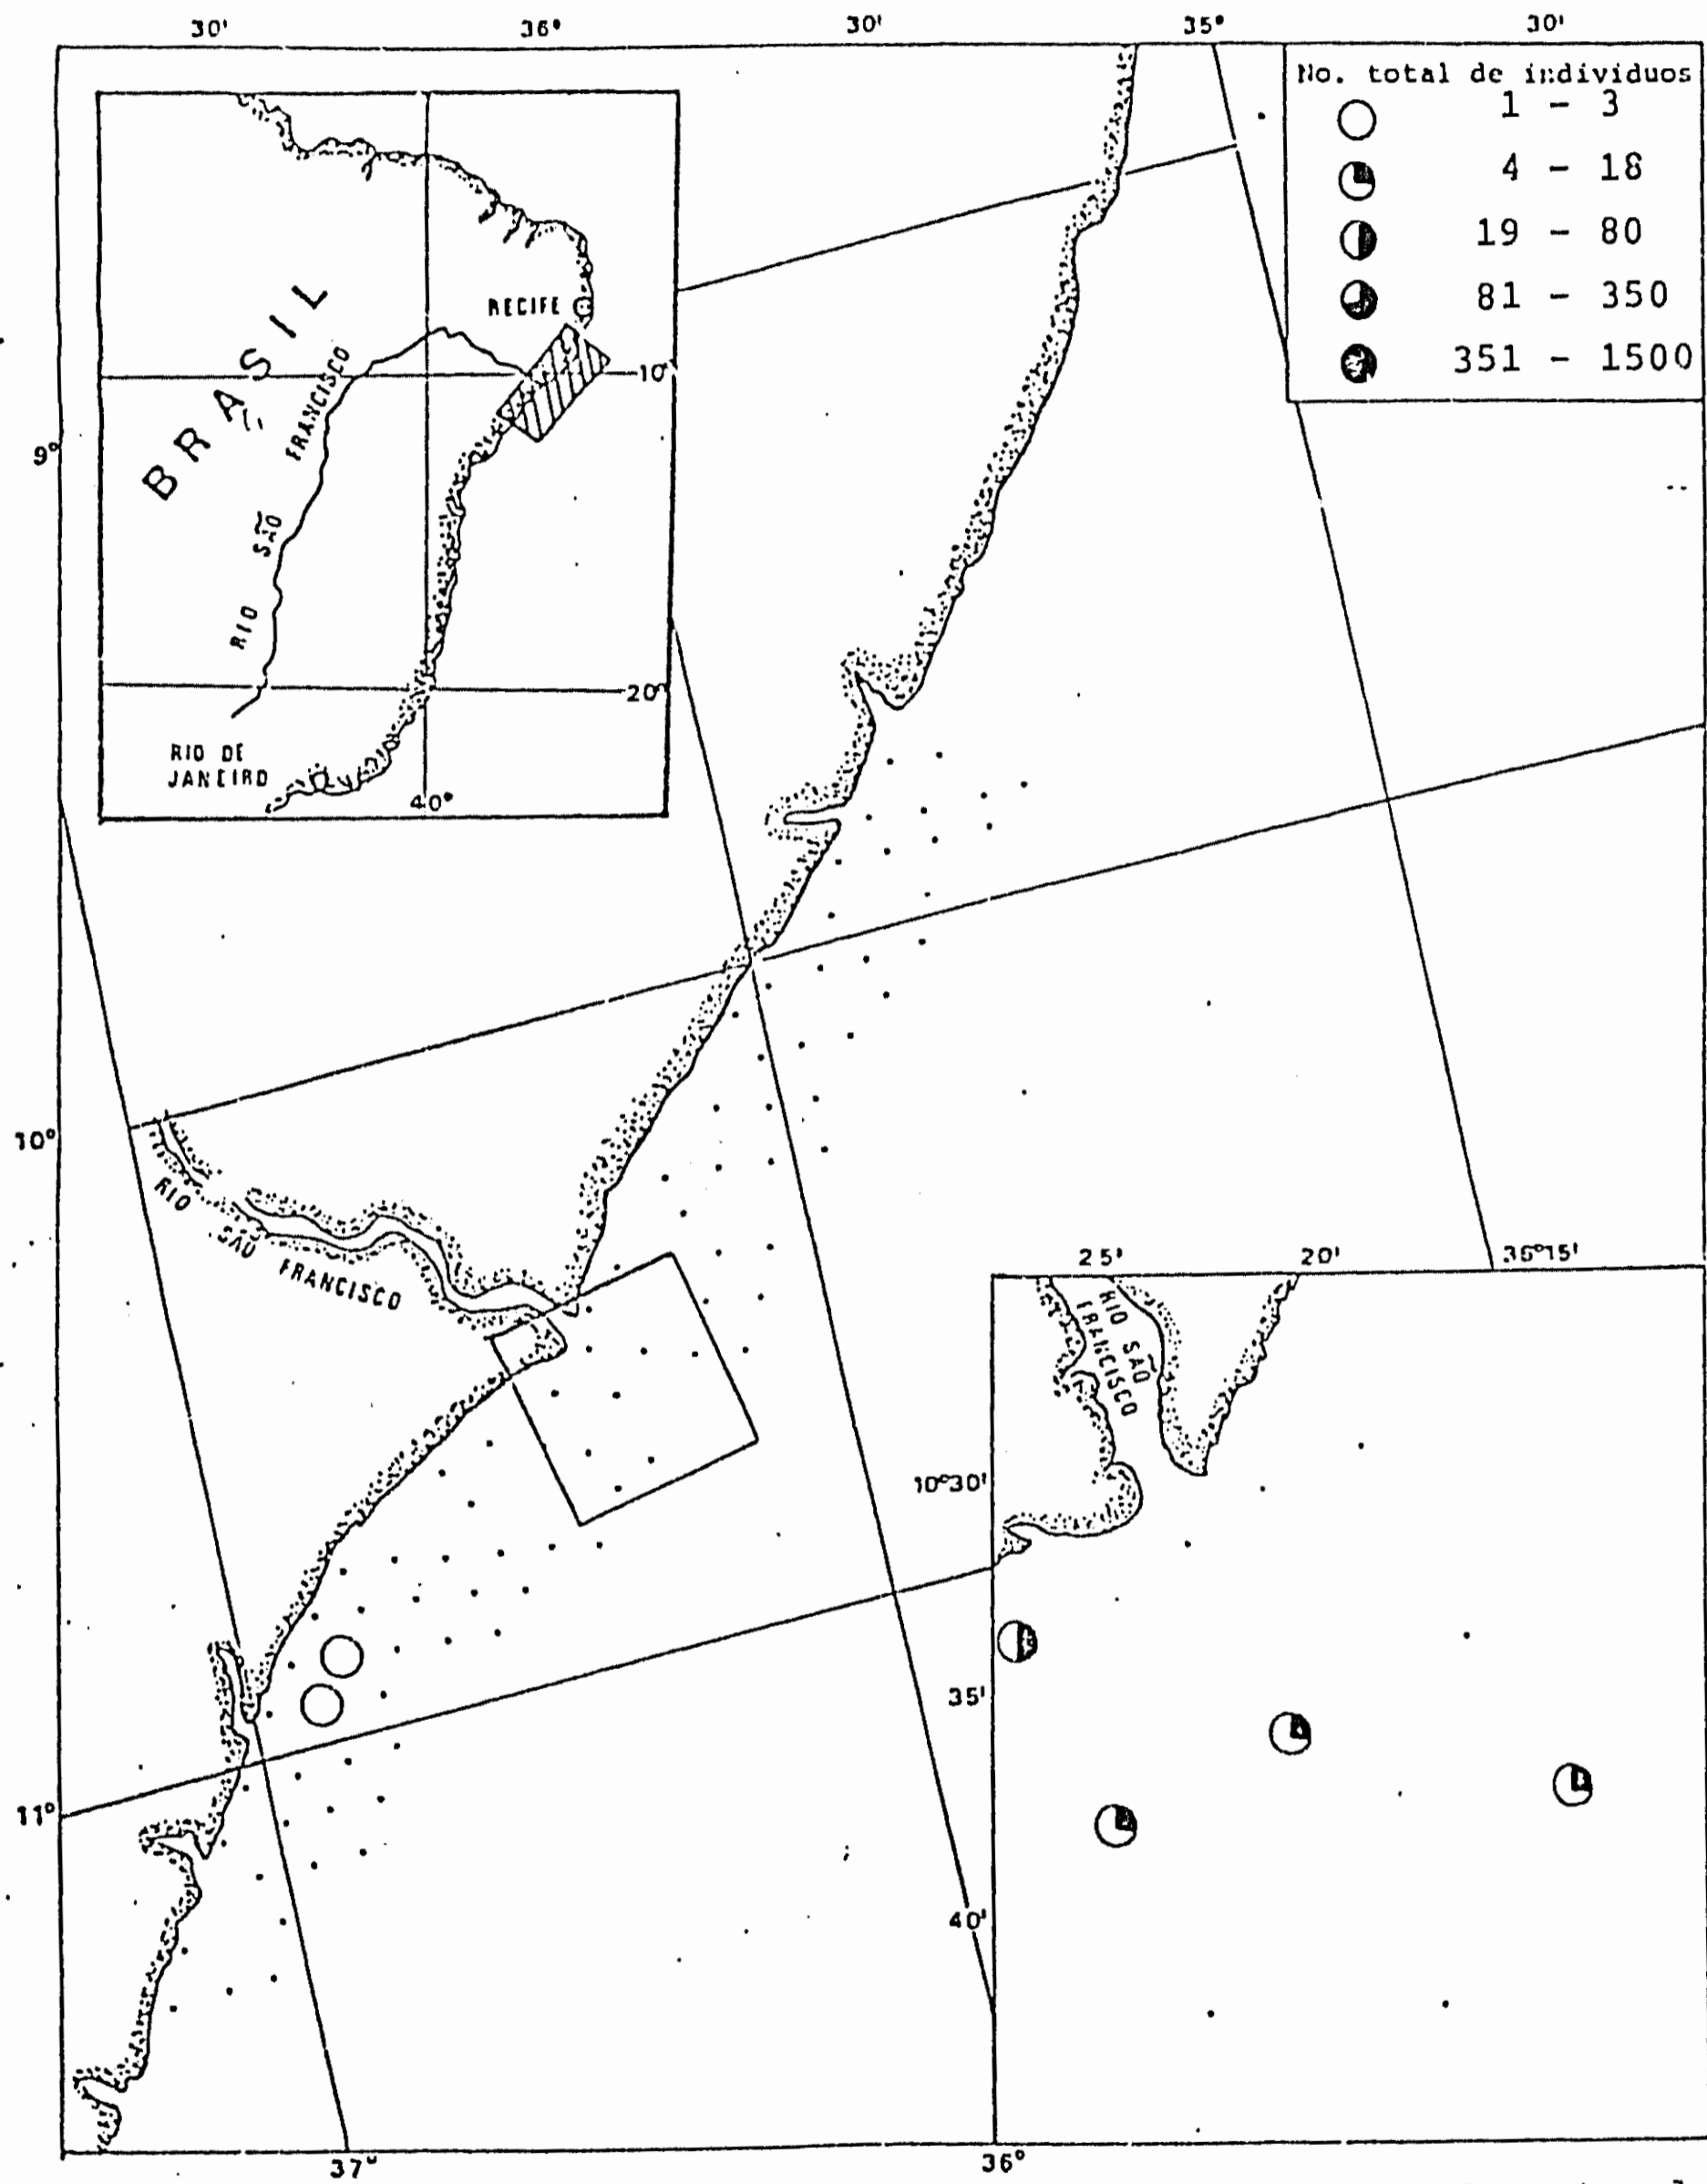 30' 36° 30' 35° 30'
No. total de individuos
1 - 3
4 - 18
19 - 80
81 - 350
351 - 1500
BRASIL
RECIFE
10°
RIO SÃO FRANCISCO
20°
RIO DE
JANEIRO
40°
9°
10°
RIO
SÃO
FRANCISCO
11°
37°
36°
25' 20' 36°15'
RIO SÃO
FRANCISCO
10°30'
35'
40'